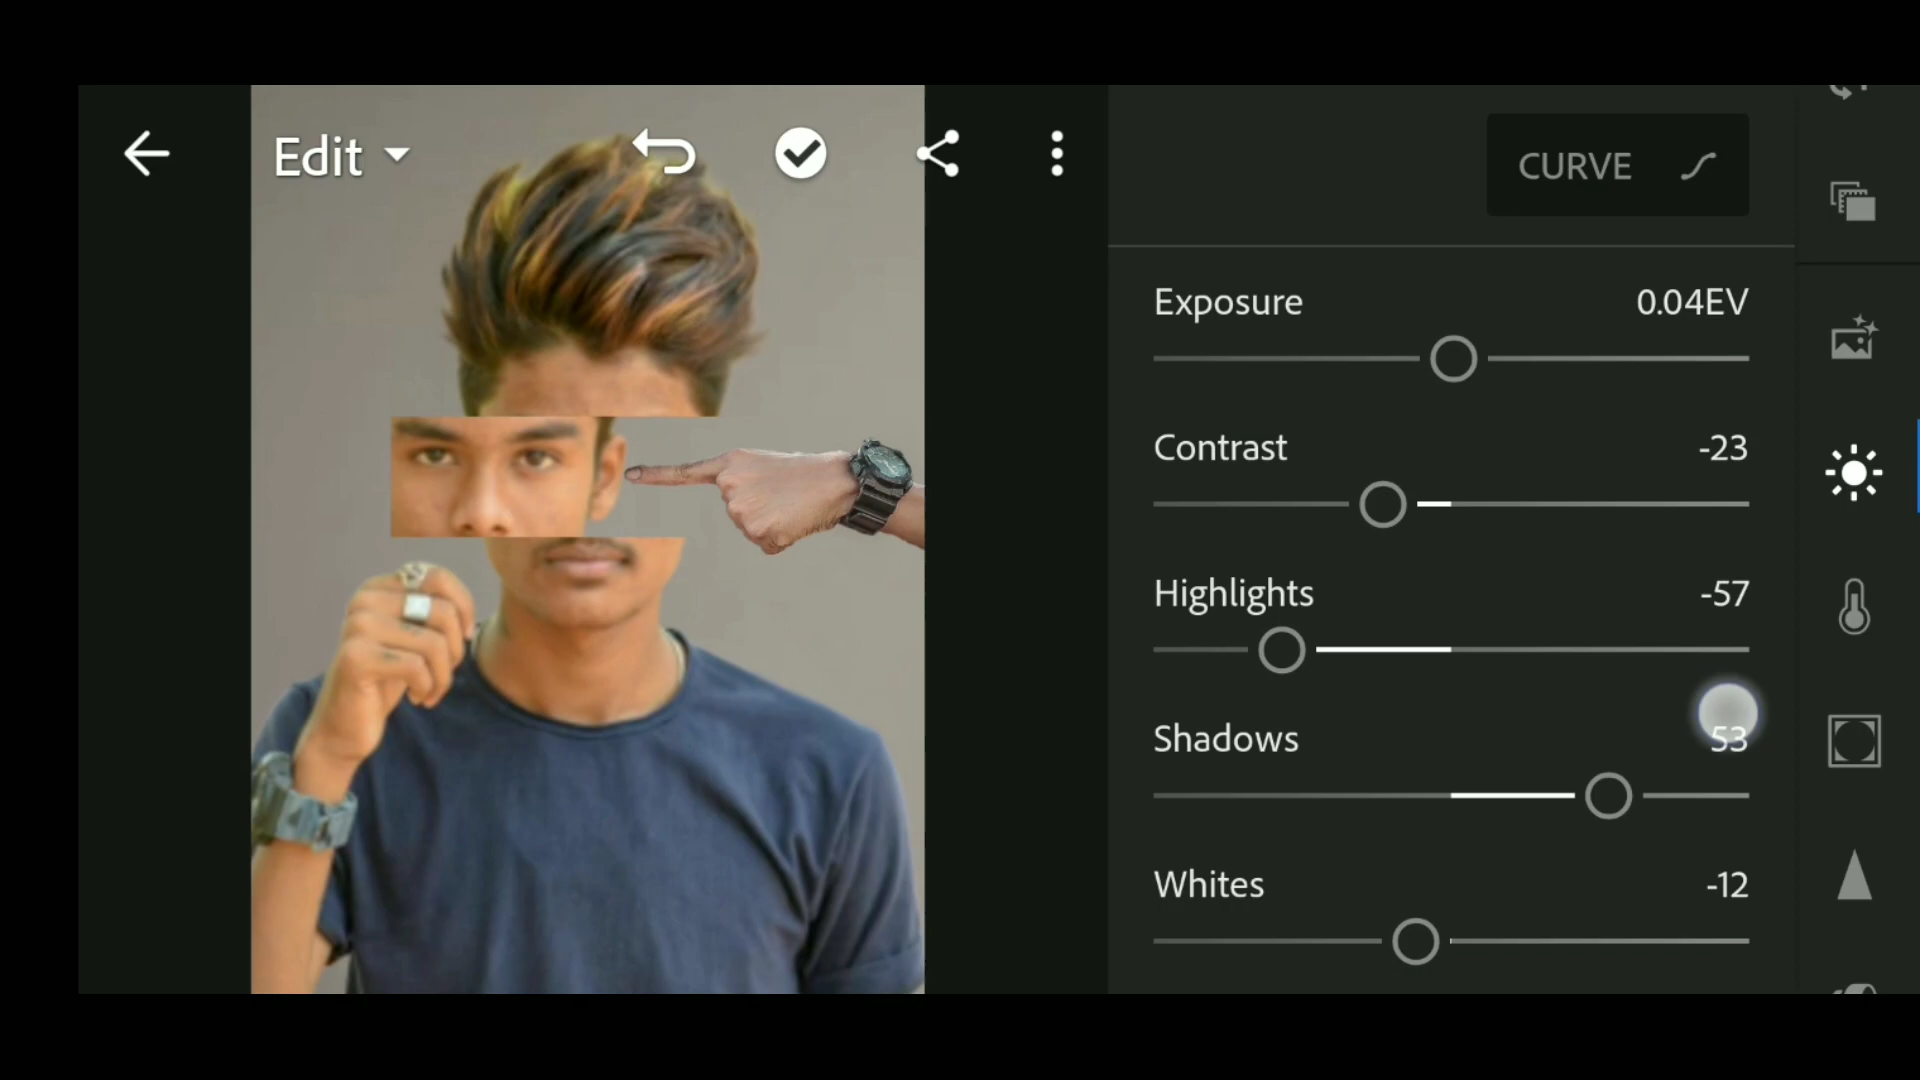 Edit
CURVE
Exposure 0.04EV
Contrast -23
Highlights -57
Shadows 53
Whites -12